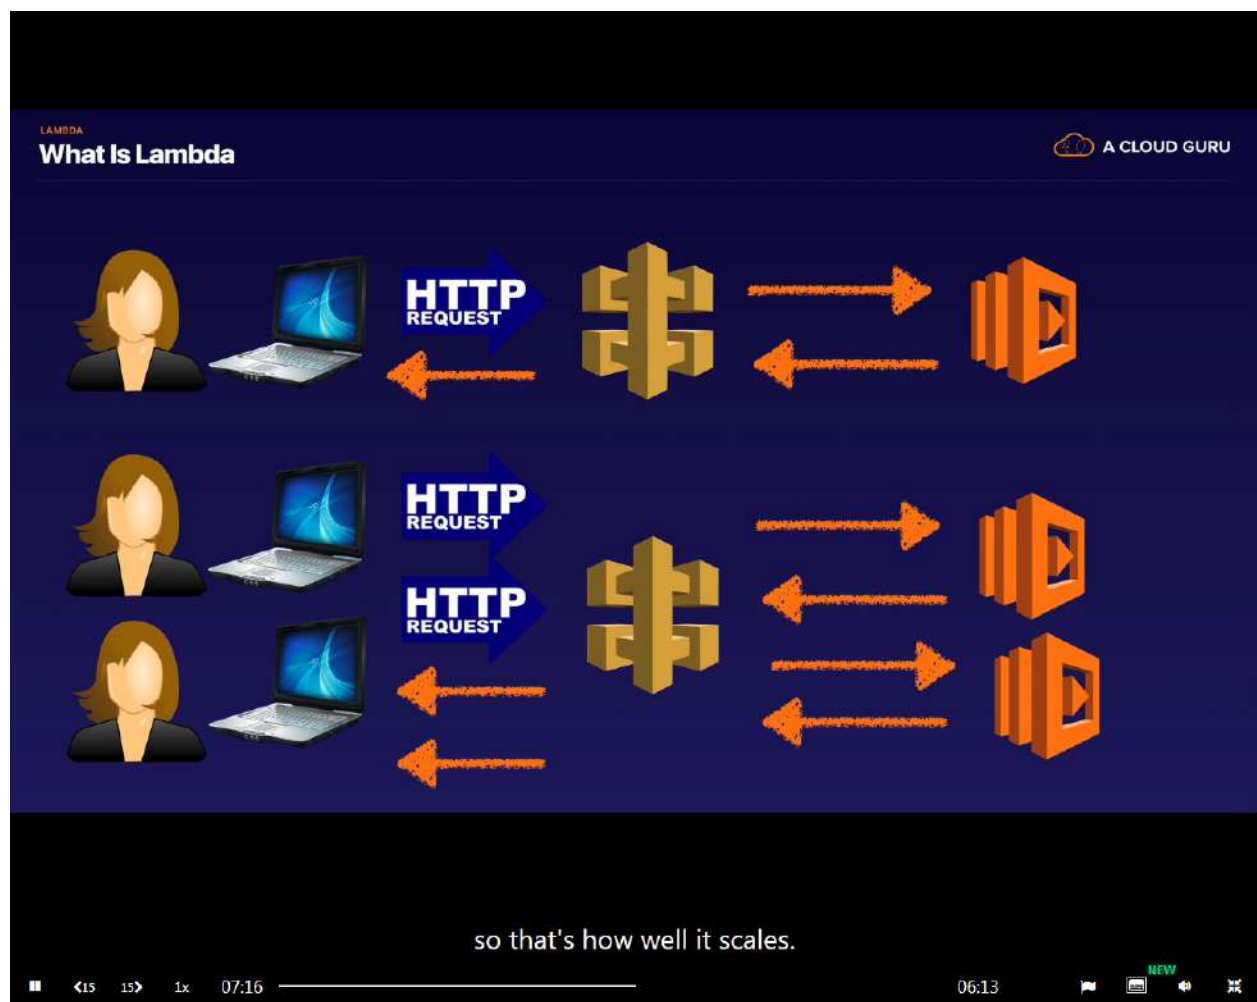 LAMBDA
What Is Lambda
A CLOUD GURU
HTTP
REQUEST
HTTP
REQUEST
HTTP
REQUEST
so that's how well it scales.
15
15
1x
07:16
06:13
NEW